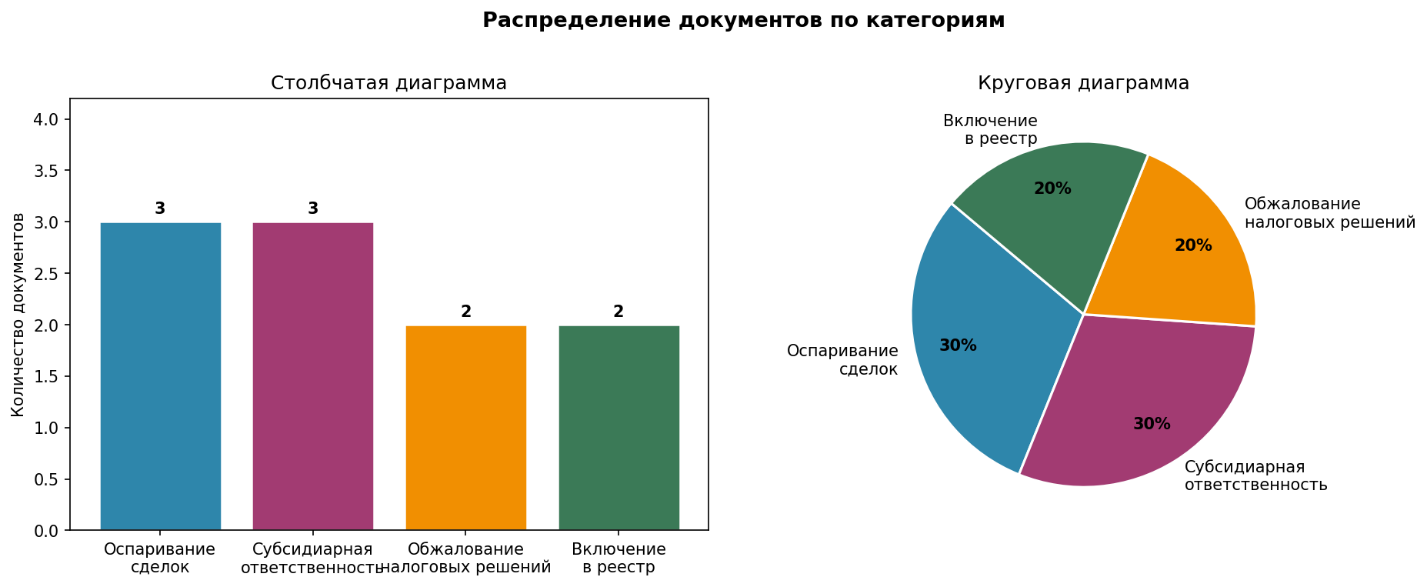 Распределение документов по категориям
Столбчатая диаграмма
Количество документов
4.0
3.5
3.0
2.5
2.0
1.5
1.0
0.5
0.0
3
3
2
2
Оспаривание
сделок
Субсидиарная
ответственность
Обжалование
налоговых решений
Включение
в реестр
Круговая диаграмма
Включение
в реестр
20%
Обжалование
налоговых решений
20%
Оспаривание
сделок
30%
30%
Субсидиарная
ответственность